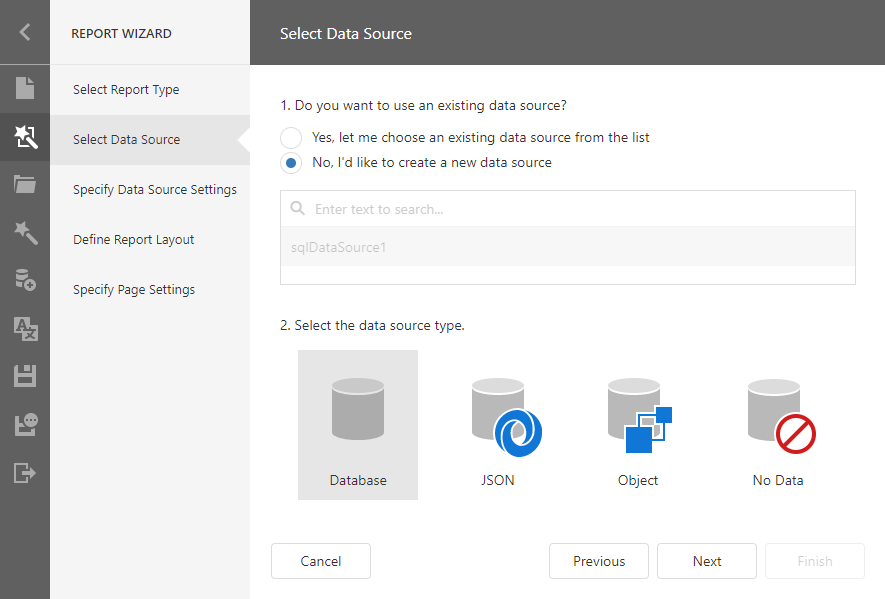 REPORT WIZARD
Select Report Type
Select Data Source
Specify Data Source Settings
Define Report Layout
Specify Page Settings
Select Data Source
1. Do you want to use an existing data source?
Yes, let me choose an existing data source from the list
No, I'd like to create a new data source
Enter text to search...
sqlDataSource1
2. Select the data source type.
Database
JSON
Object
No Data
Cancel
Previous
Next
Finish